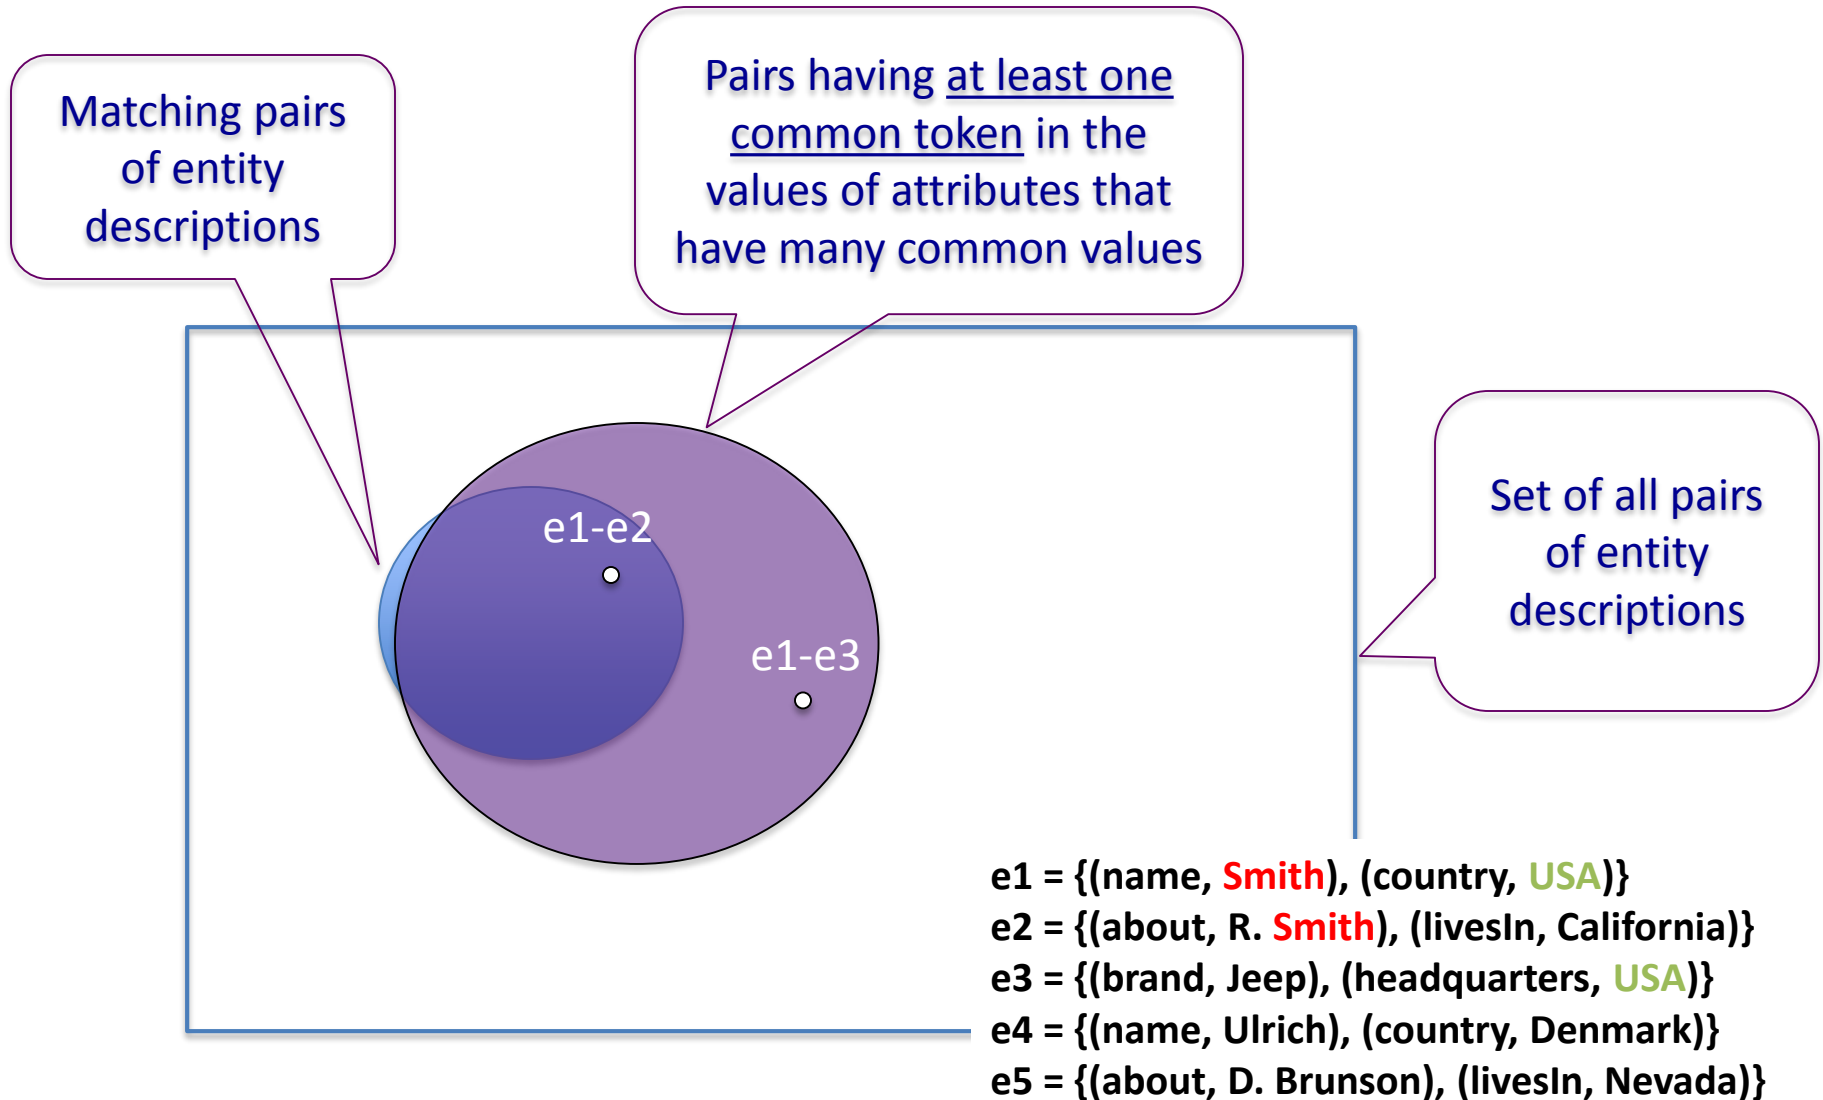 Matching pairs
of entity
descriptions
Pairs having at least one
common token in the
values of attributes that
have many common values
e1-e2
e1-e3
Set of all pairs
of entity
descriptions
e1 = {(name, Smith), (country, USA)}
e2 = {(about, R. Smith), (livesIn, California)}
e3 = {(brand, Jeep), (headquarters, USA)}
e4 = {(name, Ulrich), (country, Denmark)}
e5 = {(about, D. Brunson), (livesIn, Nevada)}